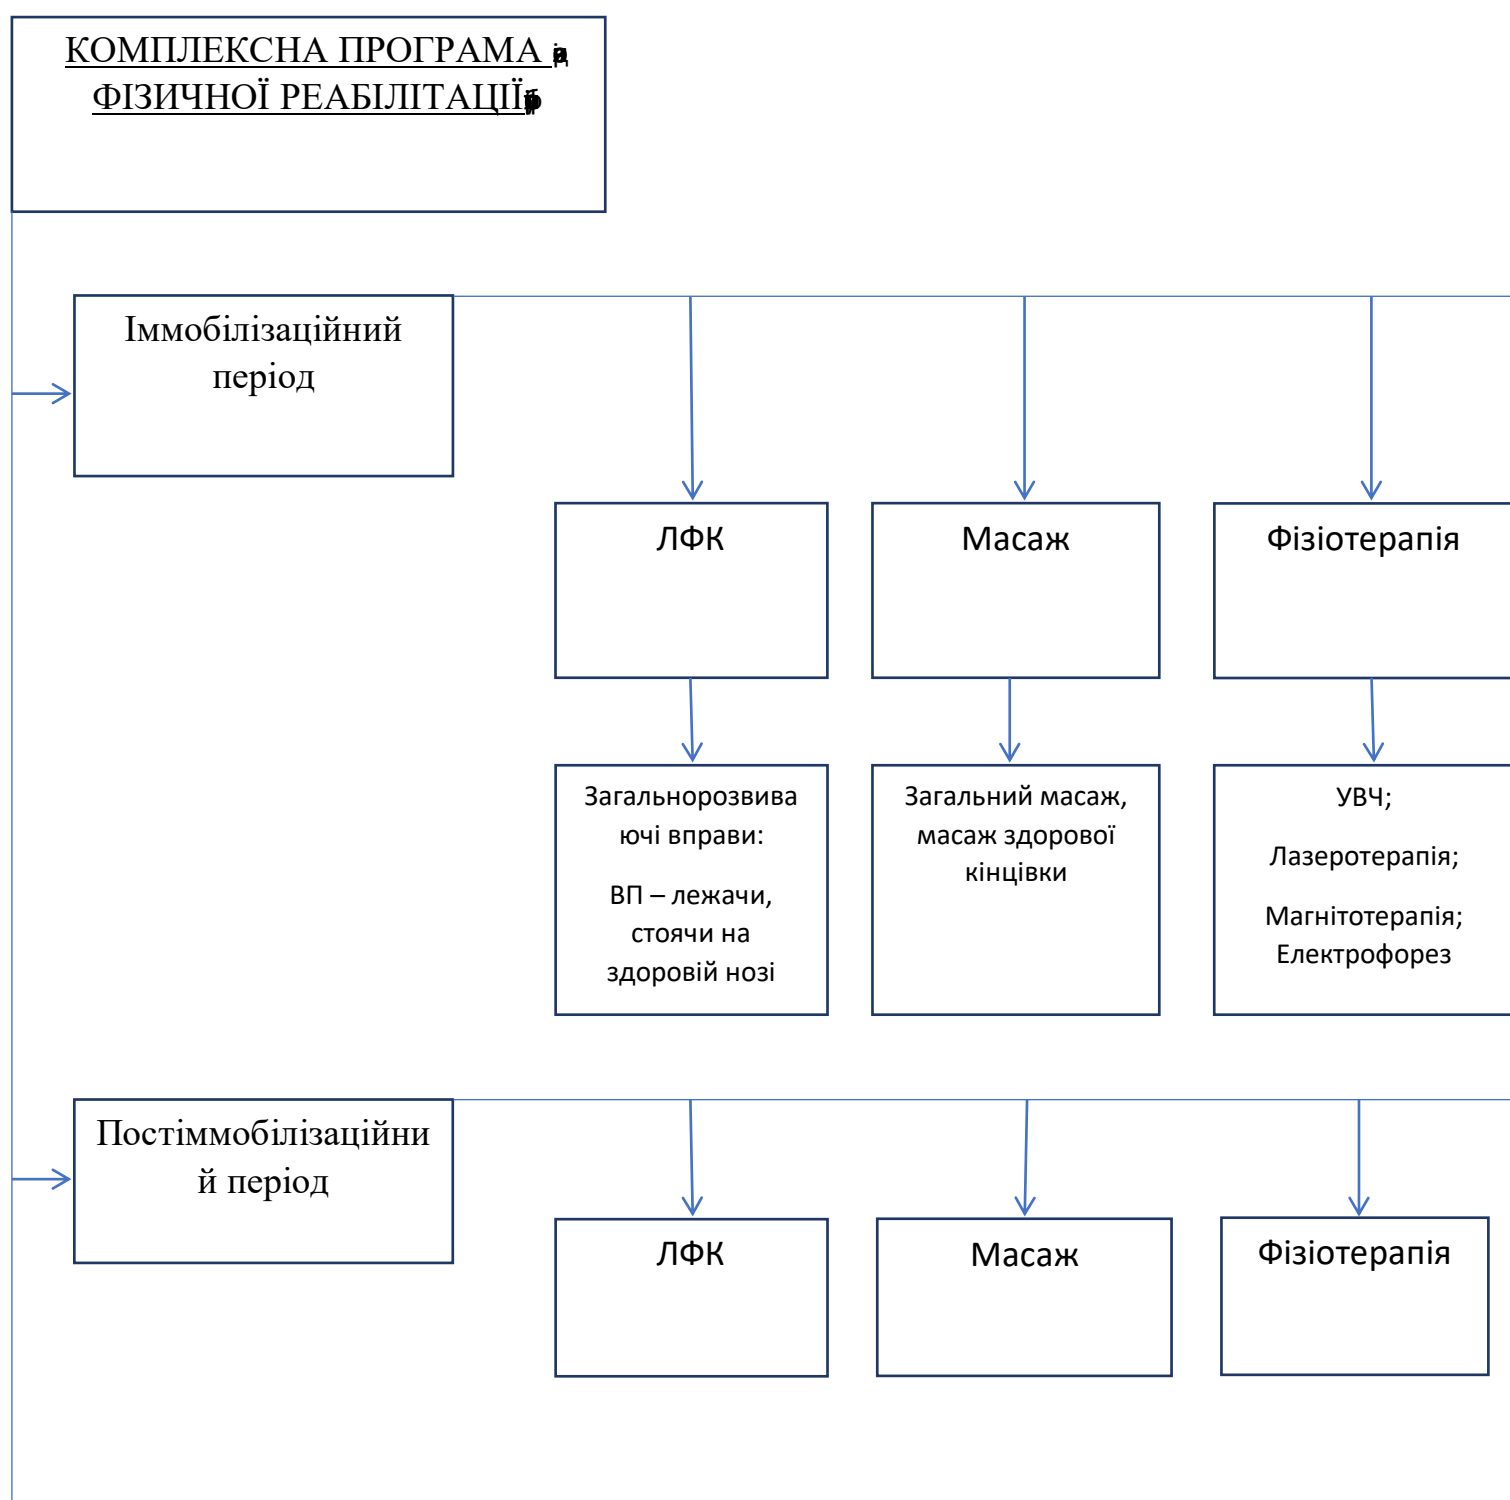 КОМПЛЕКСНА ПРОГРАМА
ФІЗИЧНОЇ РЕАБІЛІТАЦІЇ
Іммобілізаційний
період
ЛФК
Масаж
Фізіотерапія
Загальнорозвива
ючі вправи:
ВП – лежачи,
стоячи на
здоровій нозі
Загальний масаж,
масаж здорової
кінцівки
УВЧ;
Лазеротерапія;
Магнітотерапія;
Електрофорез
Постіммобілізаційни
й період
ЛФК
Масаж
Фізіотерапія